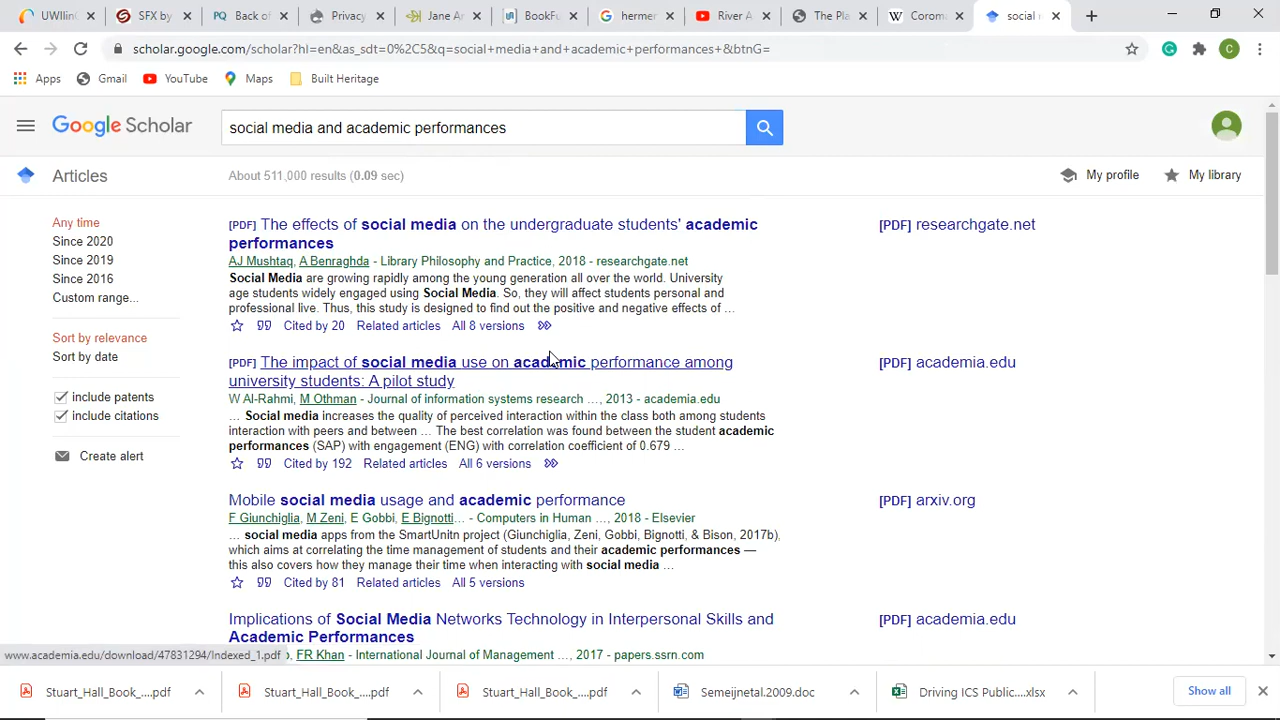 UWIlinC
SFX by
Back of
Privacy
Jane Ar
BookFu
hermer
River A
The Pla
Corom
social
scholar.google.com/scholar?hl=en&as_sdt=0%2C5&q=social+media+and+academic+performances+&btnG=
C
Apps
Gmail
YouTube
Maps
Built Heritage
Google Scholar
social media and academic performances
Articles
About 511,000 results (0.09 sec)
My profile
My library
Any time
Since 2020
Since 2019
Since 2016
Custom range...
Sort by relevance
Sort by date
include patents
include citations
Create alert
[PDF] The effects of social media on the undergraduate students' academic
performances
AJ Mushtaq, A Benraghda - Library Philosophy and Practice, 2018 - researchgate.net
Social Media are growing rapidly among the young generation all over the world. University
age students widely engaged using Social Media. So, they will affect students personal and
professional live. Thus, this study is designed to find out the positive and negative effects of ...
Cited by 20 Related articles All 8 versions
[PDF] researchgate.net
[PDF] The impact of social media use on academic performance among
university students: A pilot study
W Al-Rahmi, M Othman - Journal of information systems research ..., 2013 - academia.edu
... Social media increases the quality of perceived interaction within the class both among students
interaction with peers and between ... The best correlation was found between the student academic
performances (SAP) with engagement (ENG) with correlation coefficient of 0.679 ...
Cited by 192 Related articles All 6 versions
[PDF] academia.edu
Mobile social media usage and academic performance
F Giunchiglia, M Zeni, E Gobbi, E Bignotti... - Computers in Human ..., 2018 - Elsevier
... social media apps from the SmartUnitn project (Giunchiglia, Zeni, Gobbi, Bignotti, & Bison, 2017b),
which aims at correlating the time management of students and their academic performances —
this also covers how they manage their time when interacting with social media ...
Cited by 81 Related articles All 5 versions
[PDF] arxiv.org
Implications of Social Media Networks Technology in Interpersonal Skills and
Academic Performances
FR Khan - International Journal of Management ..., 2017 - papers.ssrn.com
[PDF] academia.edu
www.academia.edu/download/47831294/Indexed_1.pdf
Stuart_Hall_Book_....pdf
Stuart_Hall_Book_....pdf
Stuart_Hall_Book_....pdf
Semeijnetal.2009.doc
Driving ICS Public....xlsx
Show all